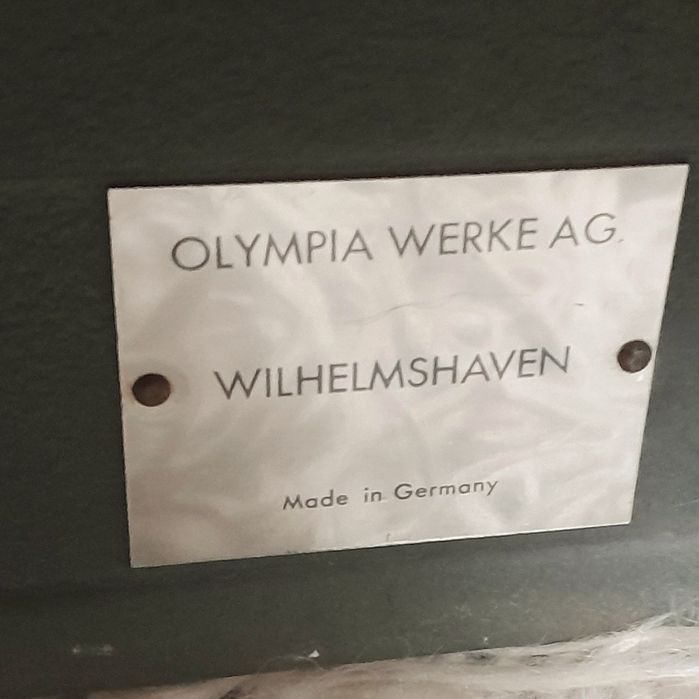 OLYMPIA WERKE AG.
WILHELMSHAVEN
Made in Germany